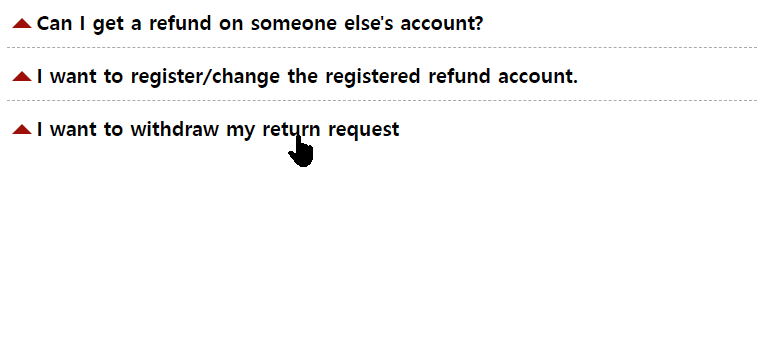 Can I get a refund on someone else's account?
I want to register/change the registered refund account.
I want to withdraw my return request